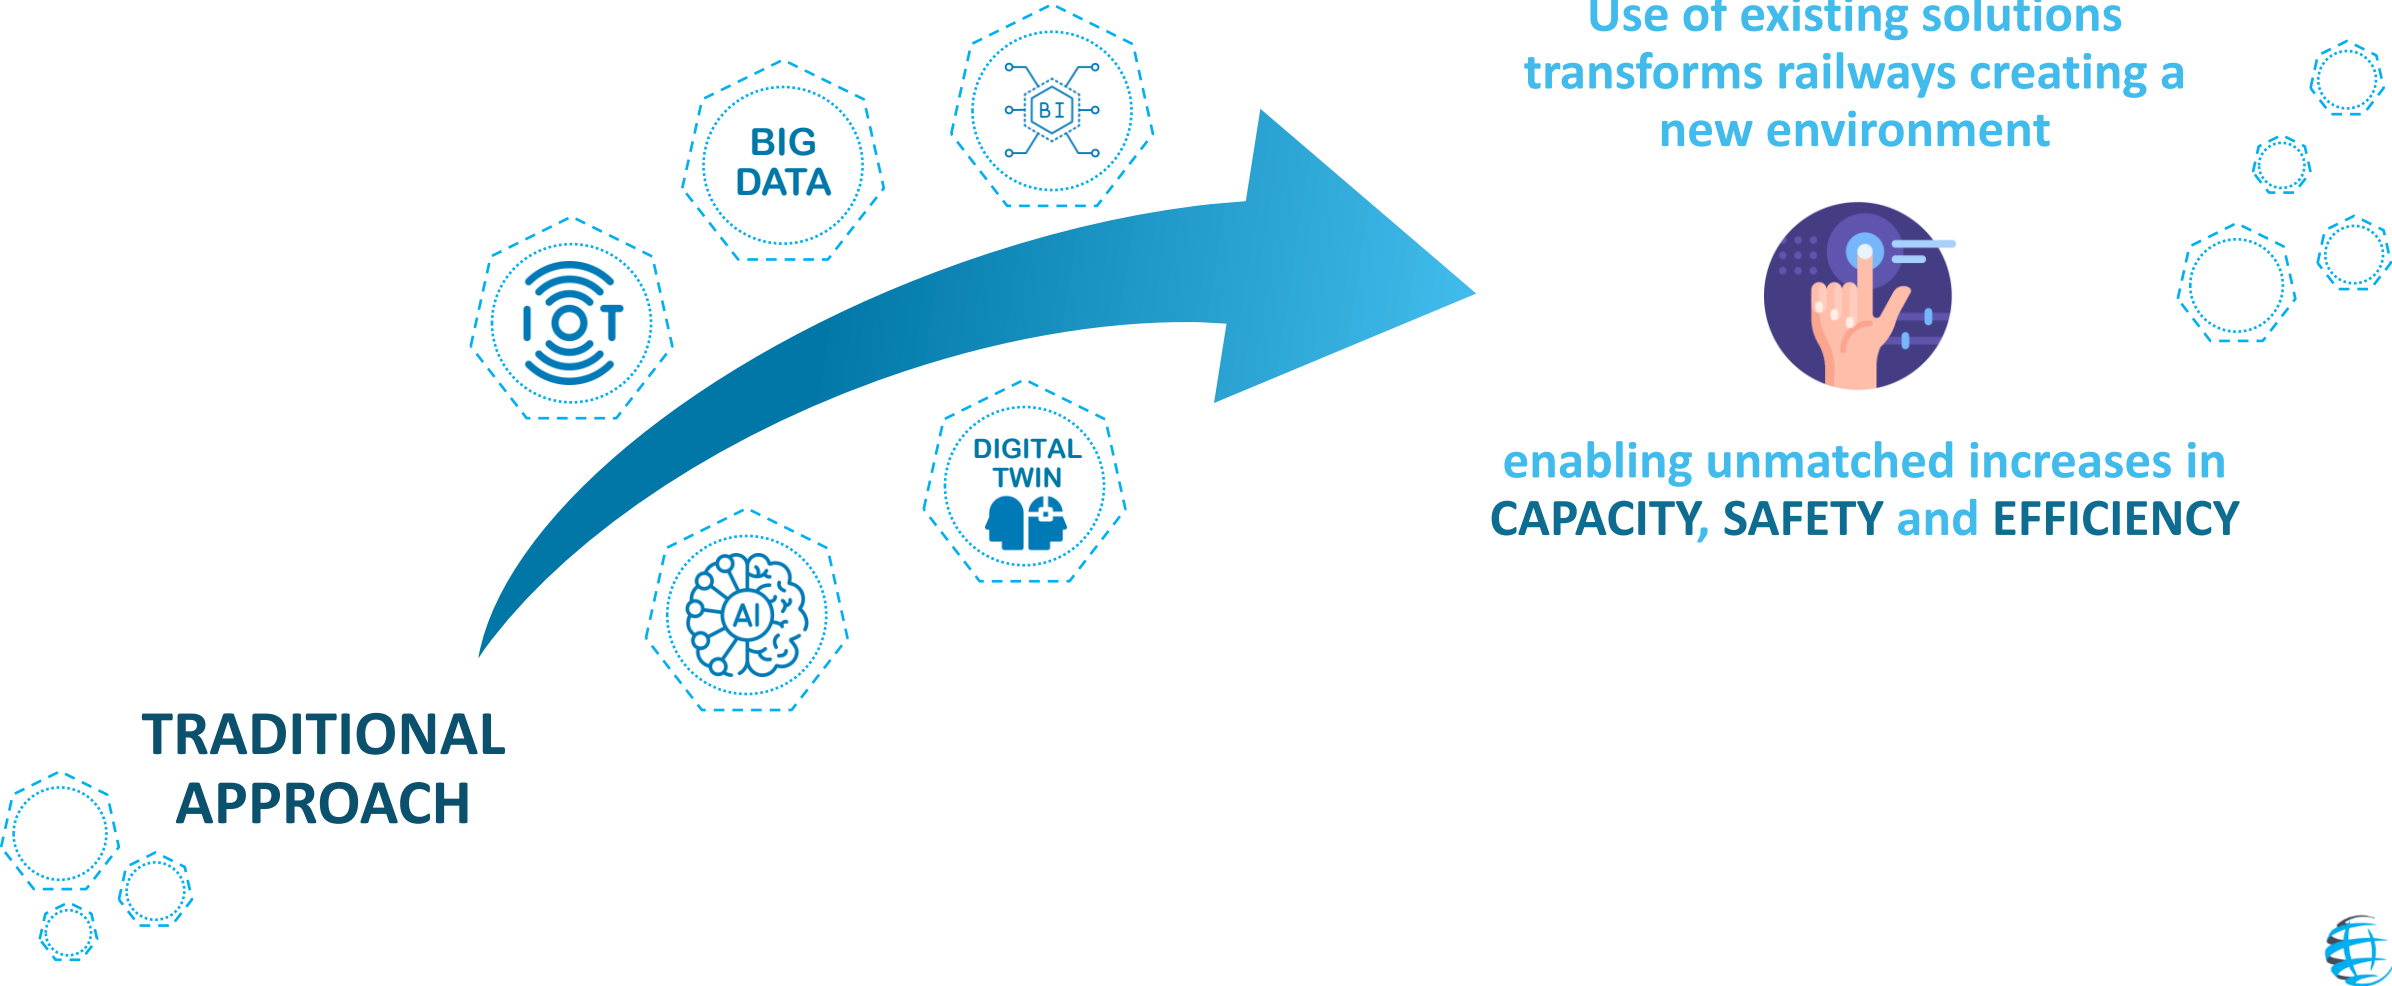 Use of existing solutions
transforms railways creating a
new environment
BI
BIG
DATA
IOT
DIGITAL
TWIN
enabling unmatched increases in
CAPACITY, SAFETY and EFFICIENCY
AI
TRADITIONAL
APPROACH